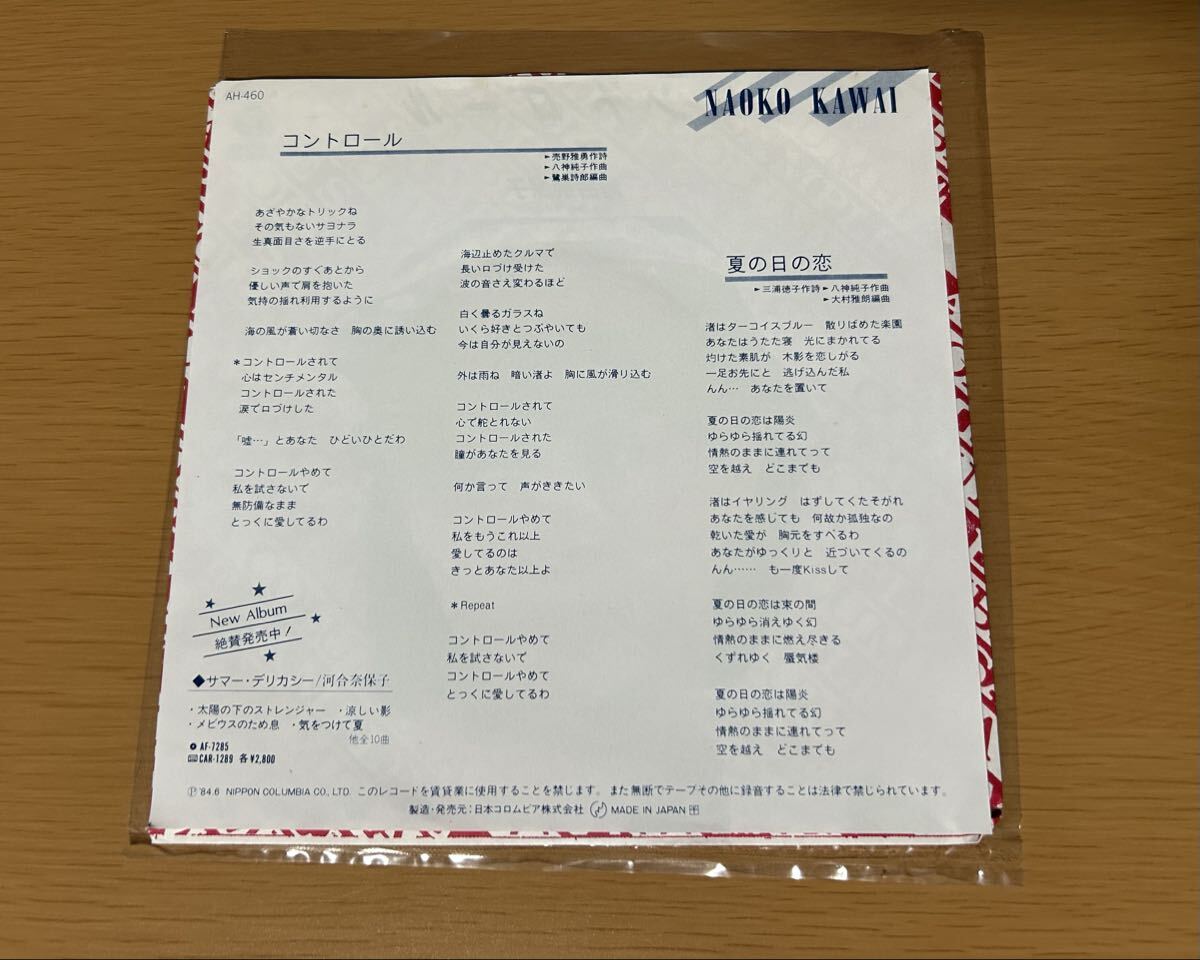 AH-460
NAOKO KAWAI
コントロール
►売野雅勇作詩
►八神純子作曲
►鷺巣詩郎編曲
あざやかなトリックね
その気もないサヨナラ
生真面目さを逆手にとる
ショックのすぐあとから
優しい声で肩を抱いた
気持の揺れ利用するように
海の風が蒼い切なさ 胸の奥に誘い込む
*コントロールされて
心はセンチメンタル
コントロールされた
涙で口づけした
「嘘…」とあなた ひどいひとだわ
コントロールやめて
私を試さないで
無防備なまま
とっくに愛してるわ
海辺止めたクルマで
長い口づけ受けた
波の音さえ変わるほど
白く曇るガラスね
いくら好きとつぶやいても
今は自分が見えないの
外は雨ね 暗い渚よ 胸に風が滑り込む
コントロールされて
心で舵とれない
コントロールされた
瞳があなたを見る
何か言って 声がききたい
コントロールやめて
私をもうこれ以上
愛してるのは
きっとあなた以上よ
*Repeat
コントロールやめて
私を試さないで
コントロールやめて
とっくに愛してるわ
夏の日の恋
►三浦徳子作詩►八神純子作曲
►大村雅朗編曲
渚はターコイスブルー 散りばめた楽園
あなたはうたた寝 光にまかれてる
灼けた素肌が 木影を恋しがる
一足お先にと 逃げ込んだ私
んん… あなたを置いて
夏の日の恋は陽炎
ゆらゆら揺れてる幻
情熱のままに連れてって
空を越え どこまでも
渚はイヤリング はずしてくたそがれ
あなたを感じても 何故か孤独なの
乾いた愛が 胸元をすべるわ
あなたがゆっくりと 近づいてくるの
んん…… も一度Kissして
夏の日の恋は束の間
ゆらゆら消えゆく幻
情熱のままに燃え尽きる
くずれゆく 蜃気楼
夏の日の恋は陽炎
ゆらゆら揺れてる幻
情熱のままに連れてって
空を越え どこまでも
New Album
絶賛発売中!
◆サマー・デリカシー/河合奈保子
・太陽の下のストレンジャー ・涼しい影
・メビウスのため息 ・気をつけて夏
他全10曲
AF-7285
CAR-1289 各¥2,800
Ⓟ'84.6 NIPPON COLUMBIA CO., LTD. このレコードを賃貸業に使用することを禁じます。また無断でテープその他に録音することは法律で禁じられています。
製造・発売元:日本コロムビア株式会社 MADE IN JAPAN